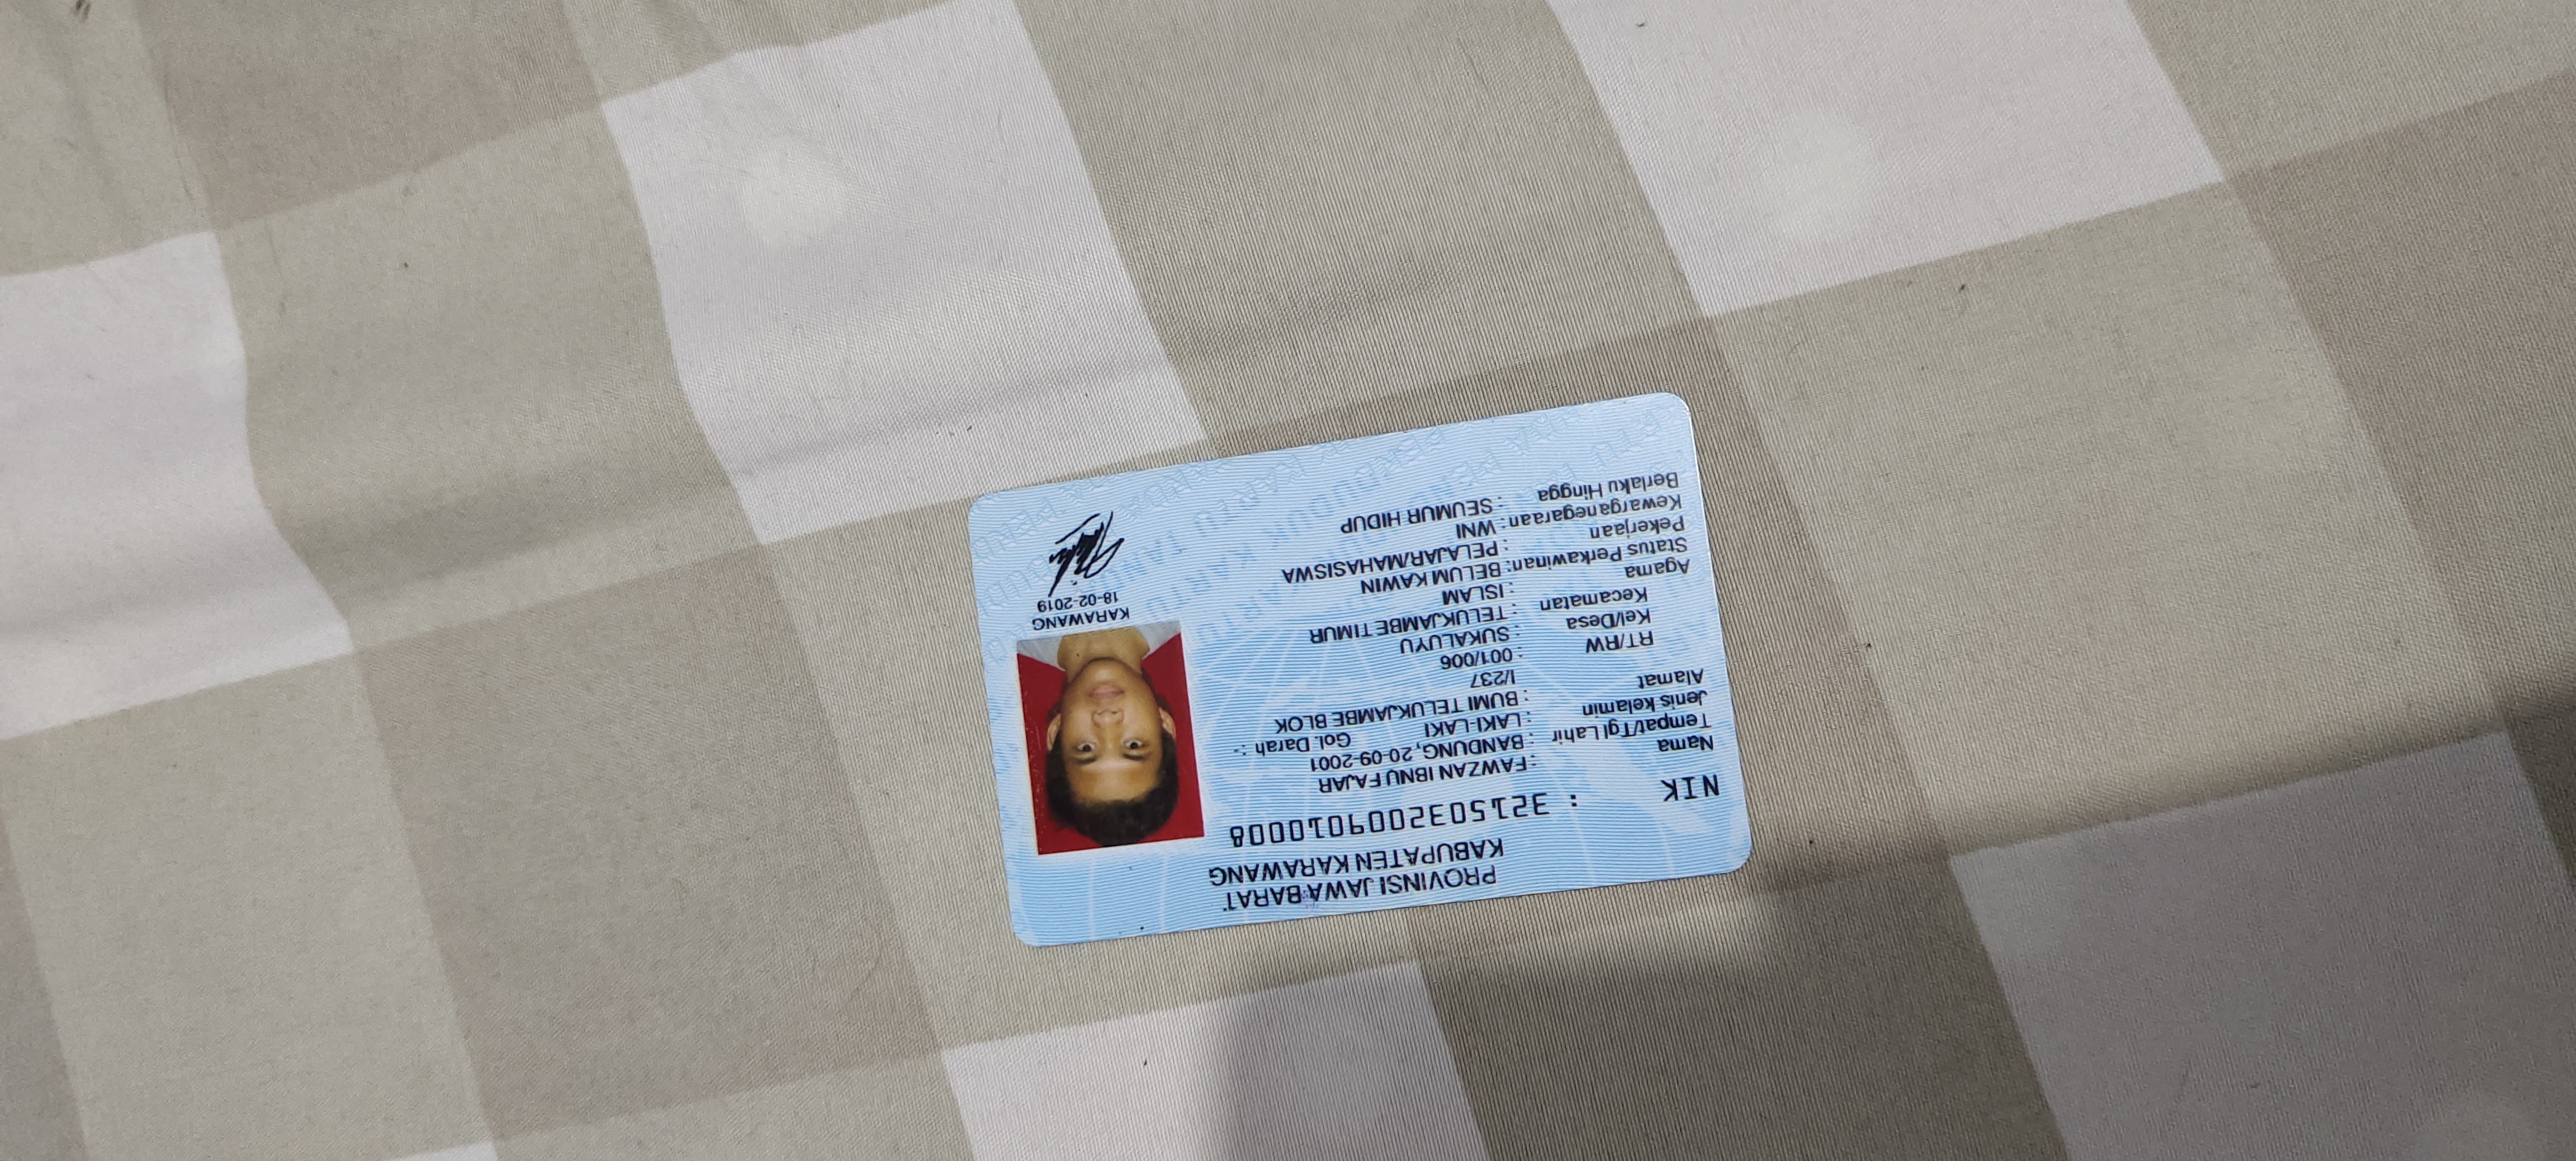 PROVINSI JAWA BARAT
KABUPATEN KARAWANG
NIK : 3215032009010008
Nama : FAWZAN IBNU FAJAR
Tempat/Tgl Lahir : BANDUNG, 20-09-2001
Jenis kelamin : LAKI-LAKI Gol. Darah :-
Alamat : BUMI TELUKJAMBE BLOK
I/237
RT/RW : 001/006
Kel/Desa : SUKALUYU
Kecamatan : TELUKJAMBE TIMUR
Agama : ISLAM
Status Perkawinan: BELUM KAWIN
Pekerjaan : PELAJAR/MAHASISWA
Kewarganegaraan: WNI
Berlaku Hingga : SEUMUR HIDUP
KARAWANG
18-02-2019